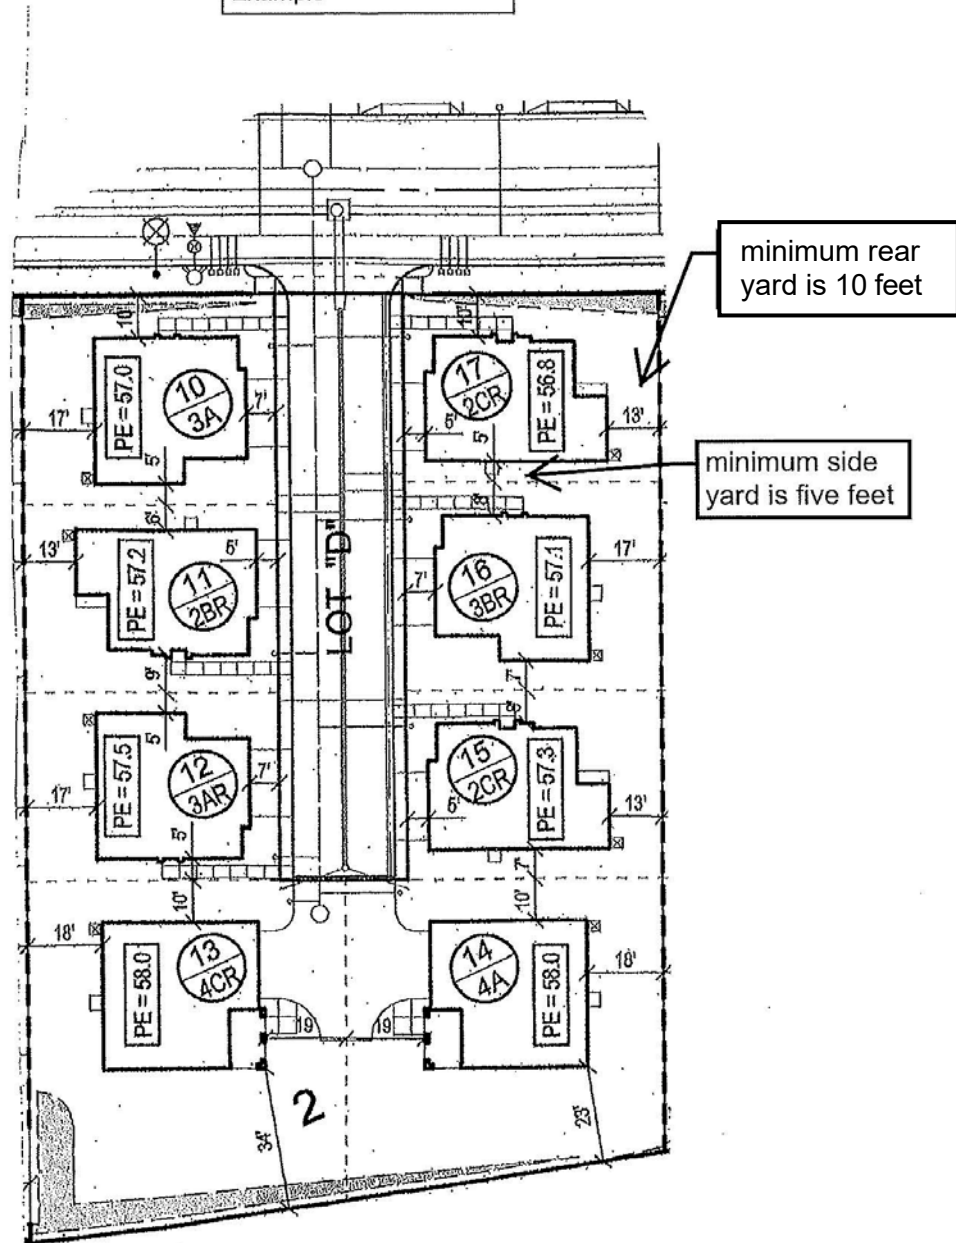 minimum rear
yard is 10 feet
10'
10'
10
3A
PE = 57.0
17'
7'
5'
17
2CR
PE = 56.8
6'
5'
13'
minimum side
yard is five feet
6'
13'
PE = 57.2
11
2BR
5'
9'
LOT "D"
7'
16
3BR
PE = 57.1
17'
7'
5'
17'
PE = 57.5
12
3AR
7'
5'
15
2CR
PE = 57.3
13'
7'
10'
10'
18'
PE = 58.0
13
4CR
14
4A
PE = 58.0
18'
19
19
2
34'
23'